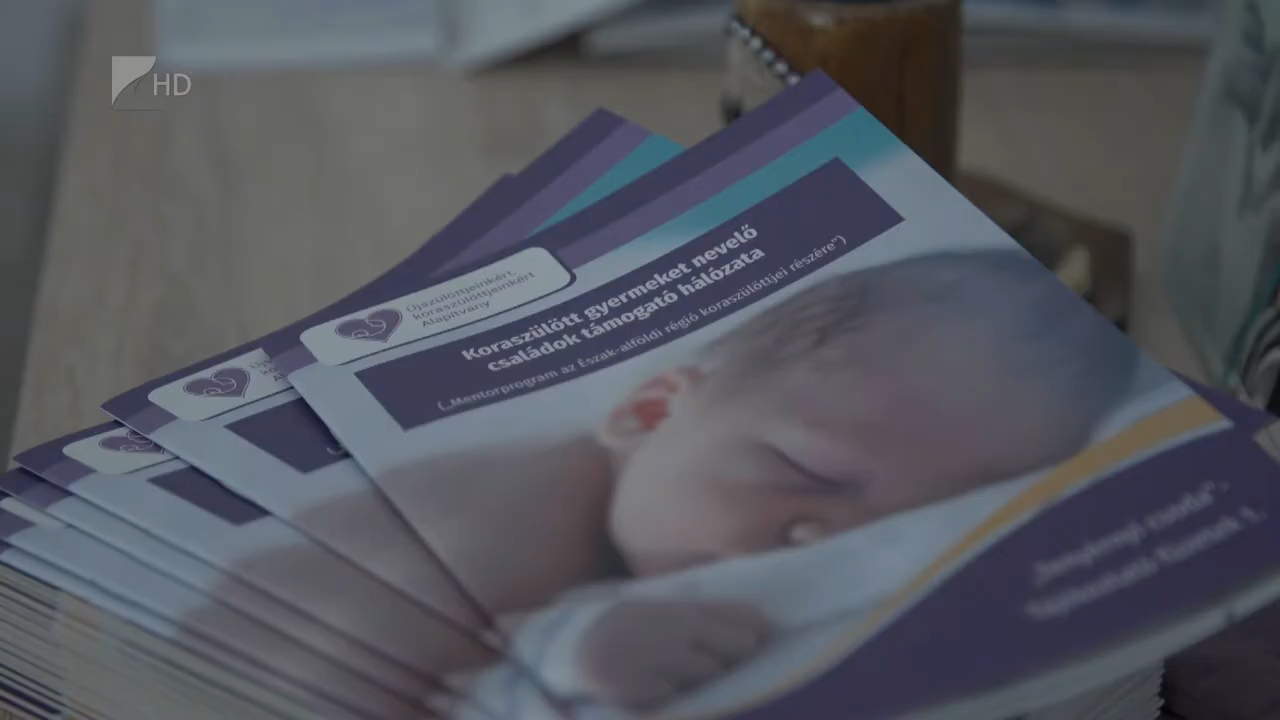 HD
Újszülöttjeinkért,
koraszülöttjeinkért
Alapítvány
Koraszülött gyermeket nevelő
családok támogató hálózata
(„Mentorprogram az Észak-alföldi régió koraszülöttjei részére")
„Tenyérnyi csoda"-
Tájékoztató füzetek 1.